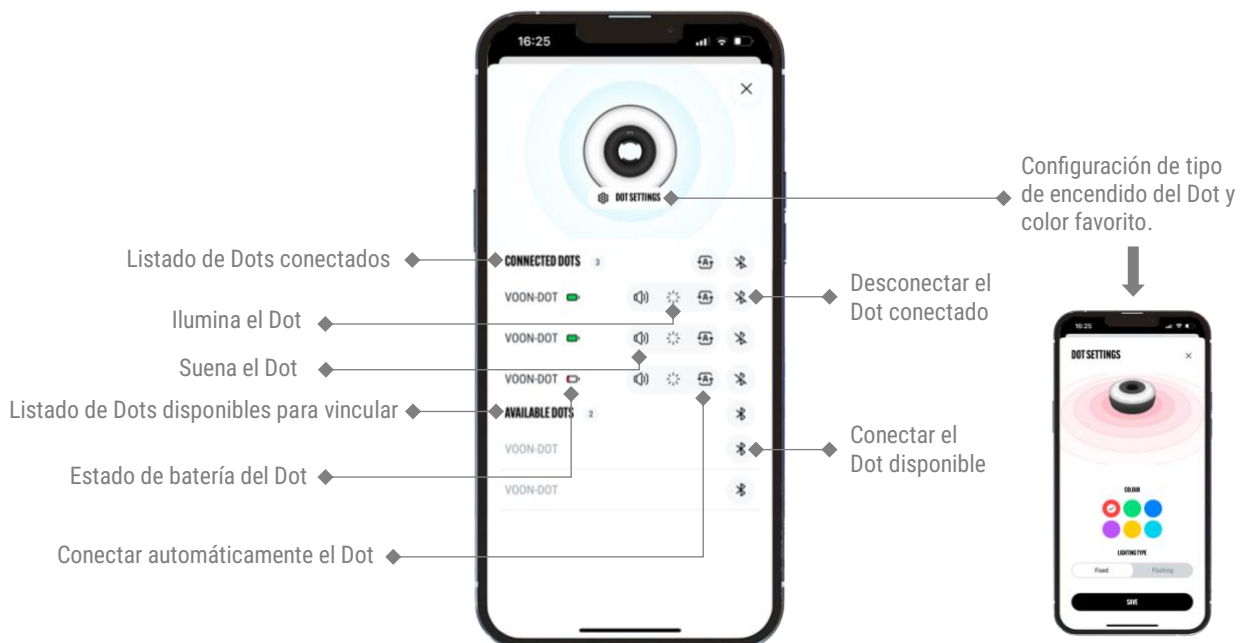 16:25
DOT SETTINGS
Configuración de tipo
de encendido del Dot y
color favorito.
Listado de Dots conectados
CONNECTED DOTS 3
VOON-DOT
Desconectar el
Dot conectado
Ilumina el Dot
VOON-DOT
Suena el Dot
VOON-DOT
Listado de Dots disponibles para vincular
AVAILABLE DOTS 2
VOON-DOT
Conectar el
Dot disponible
Estado de batería del Dot
VOON-DOT
Conectar automáticamente el Dot
16:25
DOT SETTINGS
COLOUR
LIGHTING TYPE
Fixed Flashing
SAVE